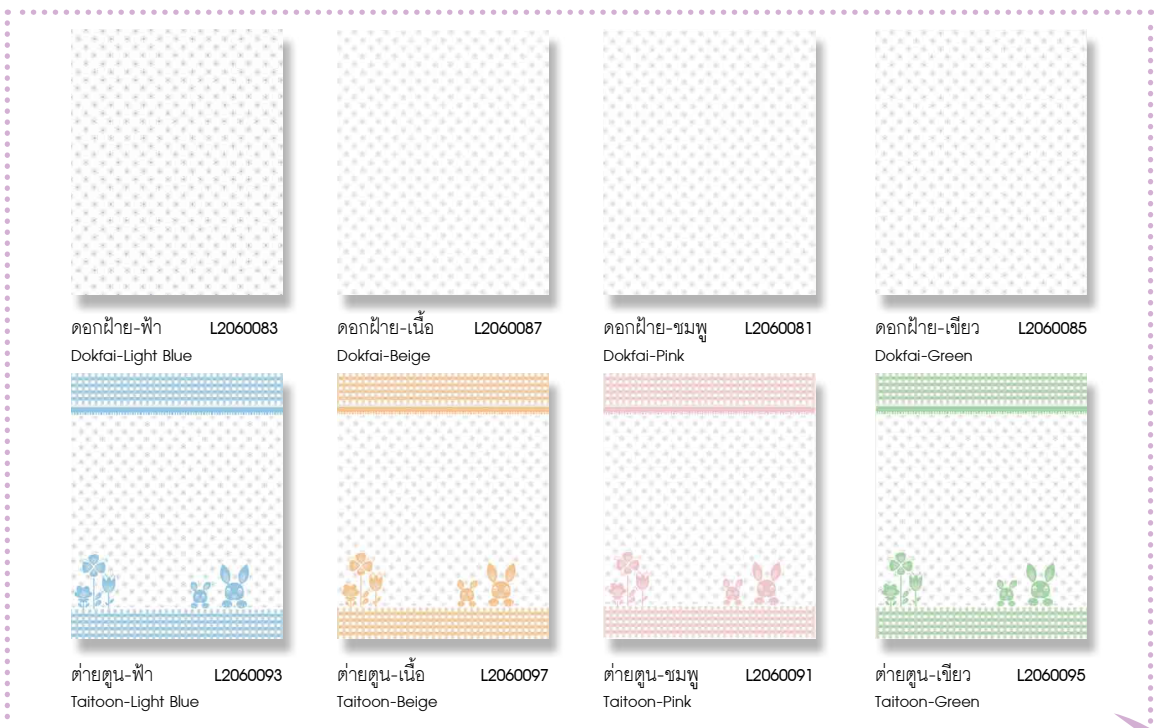 ดอกฝ้าย-ฟ้า L2060083
Dokfai-Light Blue
ดอกฝ้าย-เนื้อ L2060087
Dokfai-Beige
ดอกฝ้าย-ชมพู L2060081
Dokfai-Pink
ดอกฝ้าย-เขียว L2060085
Dokfai-Green
ต่ายตูน-ฟ้า L2060093
Taitoon-Light Blue
ต่ายตูน-เนื้อ L2060097
Taitoon-Beige
ต่ายตูน-ชมพู L2060091
Taitoon-Pink
ต่ายตูน-เขียว L2060095
Taitoon-Green